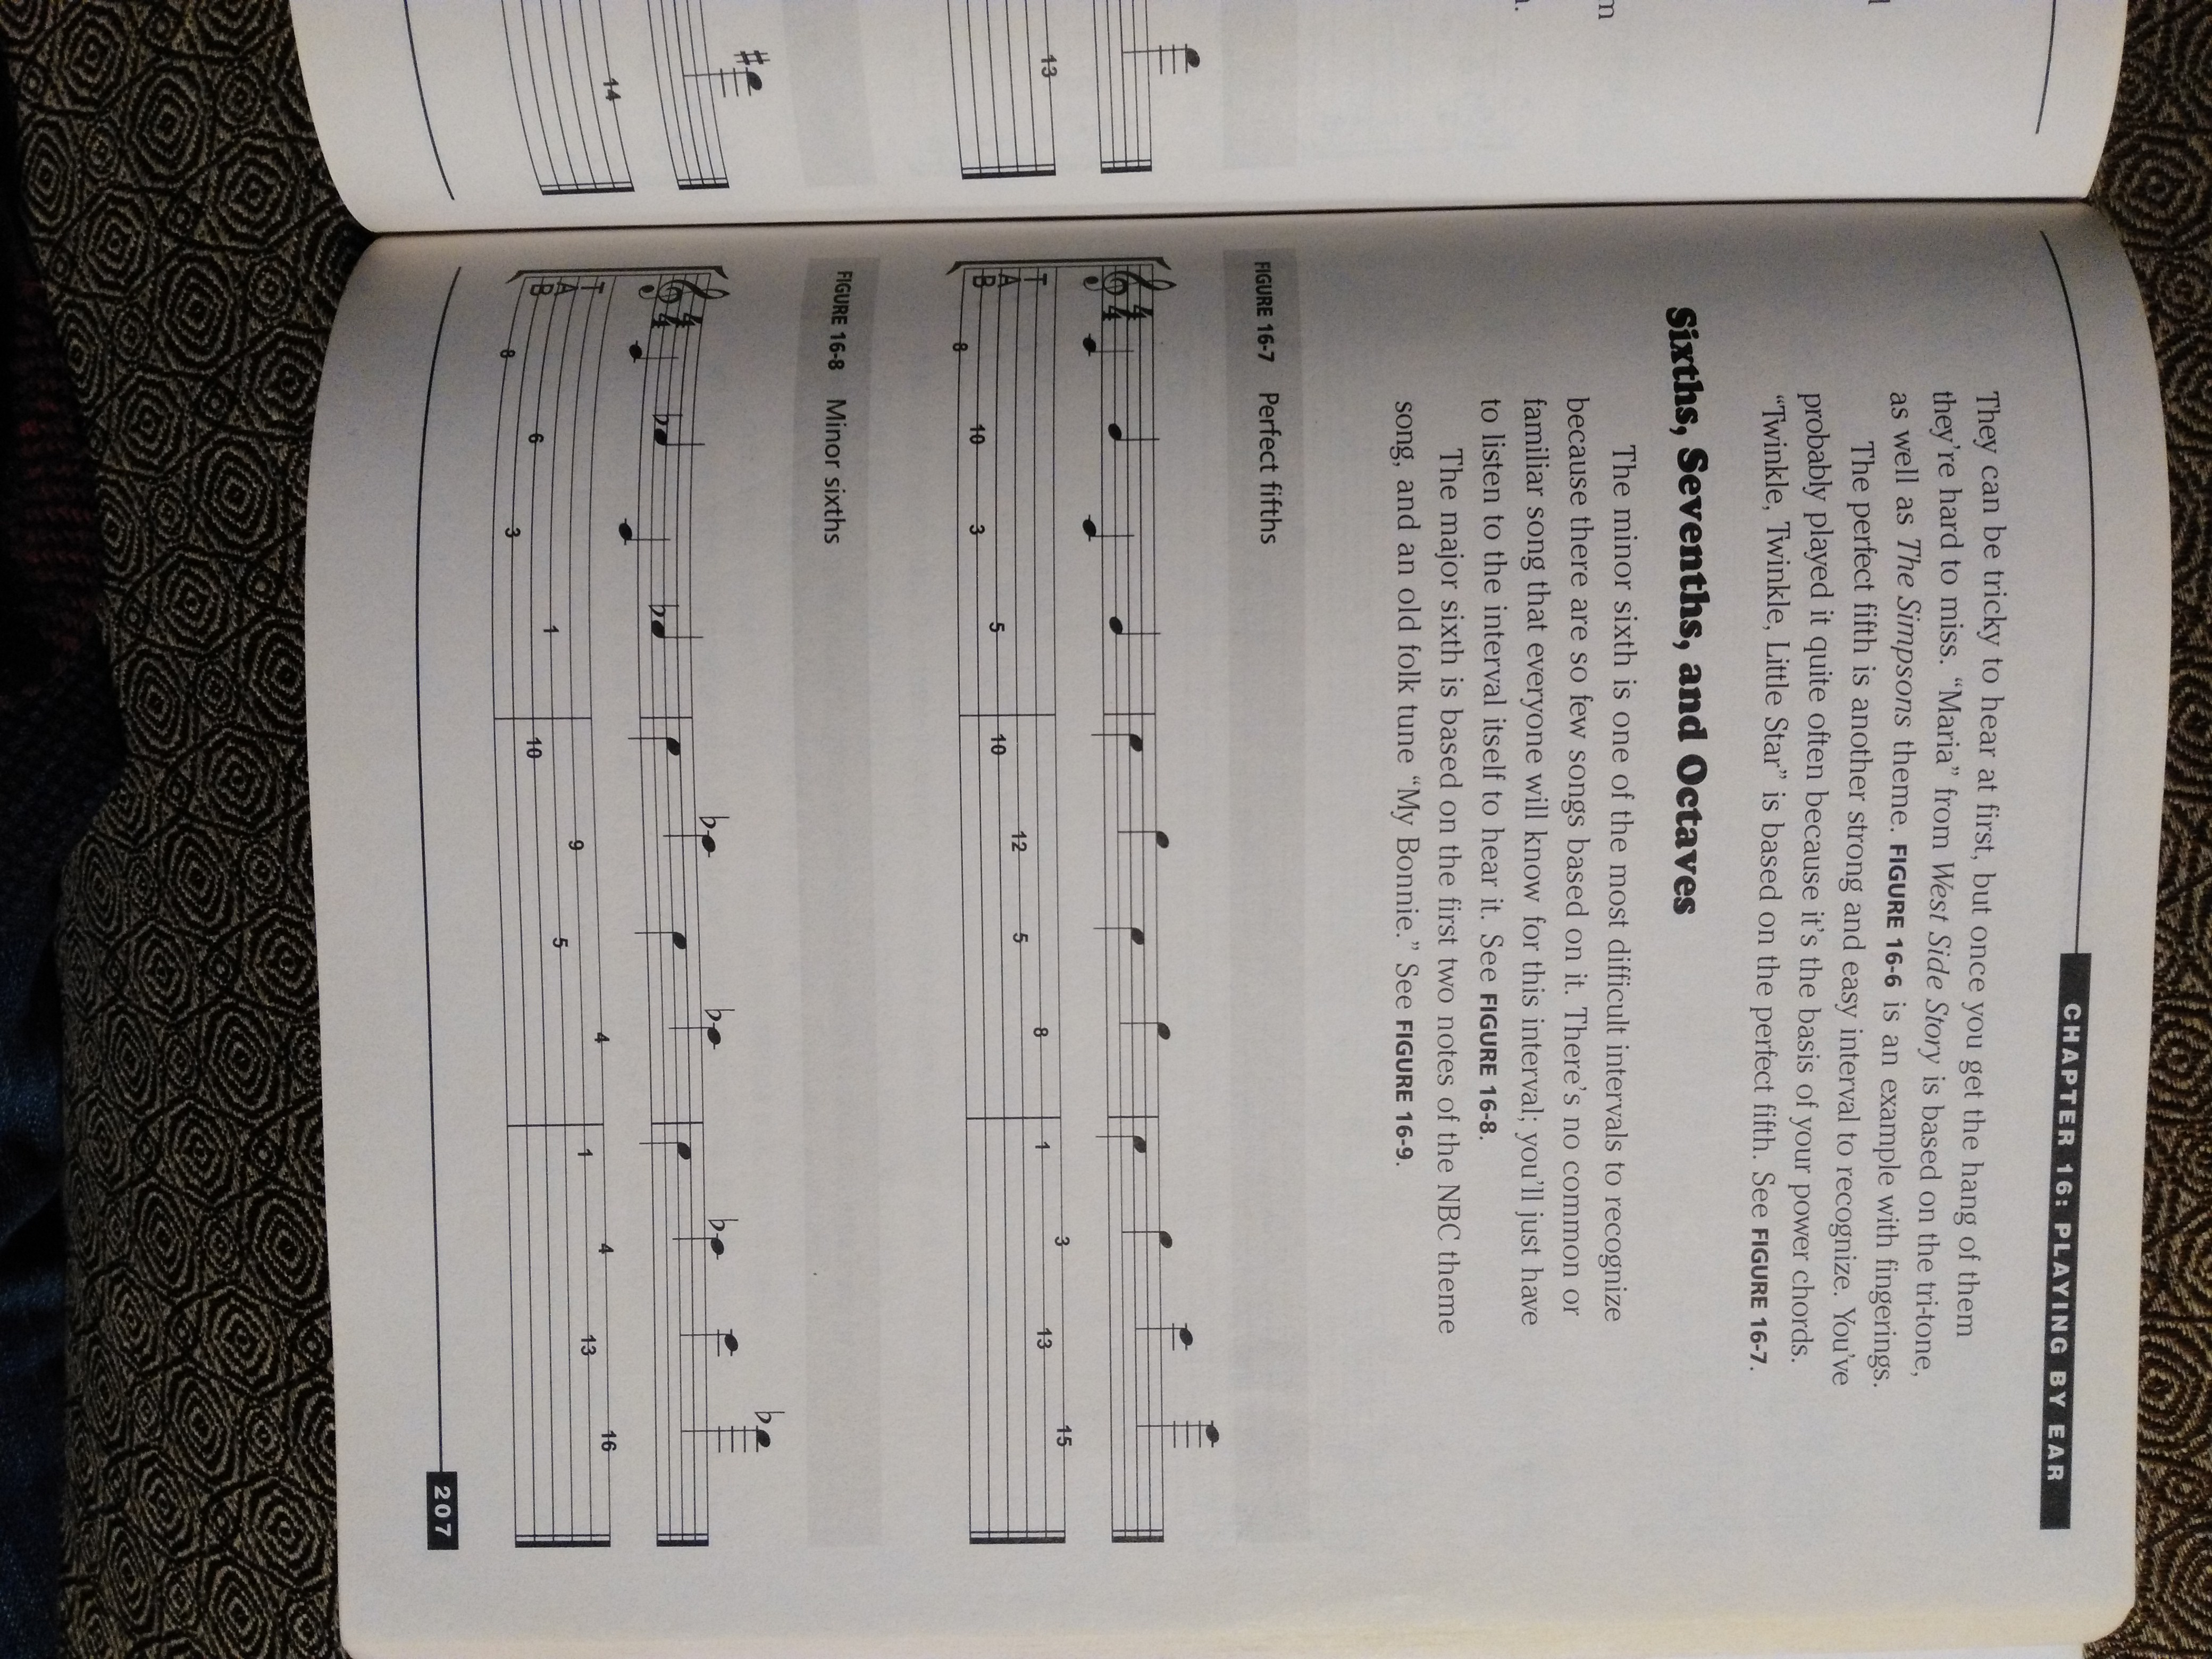 CHAPTER 16: PLAYING BY EAR
They can be tricky to hear at first, but once you get the hang of them
they're hard to miss. “Maria” from West Side Story is based on the tri-tone,
as well as The Simpsons theme. FIGURE 16-6 is an example with fingerings.
The perfect fifth is another strong and easy interval to recognize. You've
probably played it quite often because it's the basis of your power chords.
“Twinkle, Twinkle, Little Star” is based on the perfect fifth. See FIGURE 16-7.
Sixths, Sevenths, and Octaves
The minor sixth is one of the most difficult intervals to recognize
because there are so few songs based on it. There's no common or
familiar song that everyone will know for this interval; you'll just have
to listen to the interval itself to hear it. See FIGURE 16-8.
The major sixth is based on the first two notes of the NBC theme
song, and an old folk tune “My Bonnie.” See FIGURE 16-9.
FIGURE 16-7 Perfect fifths
4
4
T
A
B
8 10 3 5 10 12 5 8 1 3 13 15
FIGURE 16-8 Minor sixths
4
4
T
A
B
8 6 3 1 10 9 5 4 1 4 13 16
207
13
14